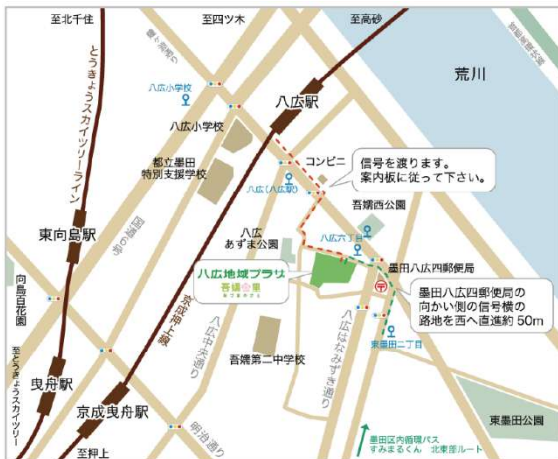 至北千住
至四ツ木
至高砂
鐘ヶ淵通り
首都高速
荒川
とうきょうスカイツリーライン
八広小学校
八広駅
八広小学校
都立墨田
特別支援学校
コンビニ
信号を渡ります。
案内板に従って下さい。
八広(八広駅)
吾嬬西公園
東向島駅
八広
あずま公園
八広六丁目
八広地域プラザ
吾嬬の里
墨田八広四郵便局
向島百花園
京成押上線
八広中央通り
八広はなみずき通り
墨田八広四郵便局の
向かい側の信号横の
路地を西へ直進約50m
吾嬬第二中学校
東墨田二丁目
至とうきょうスカイツリー
曳舟駅
京成曳舟駅
明治通り
東墨田公園
至押上
墨田区内循環バス
すみまるくん 北東部ルート